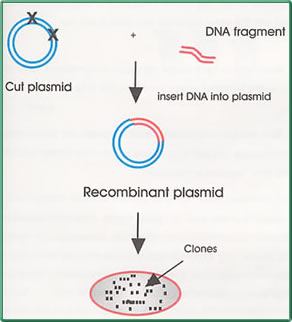 X
X
+
DNA fragment
Cut plasmid
insert DNA into plasmid
Recombinant plasmid
Clones